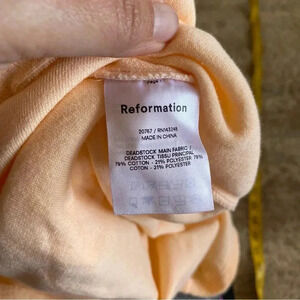 Reformation
20767 / RN143248
MADE IN CHINA
DEADSTOCK MAIN FABRIC /
DEADSTOCK TISSU PRINCIPAL
79% COTTON - 21% POLYESTER 79%
COTTON - 21% POLYESTER